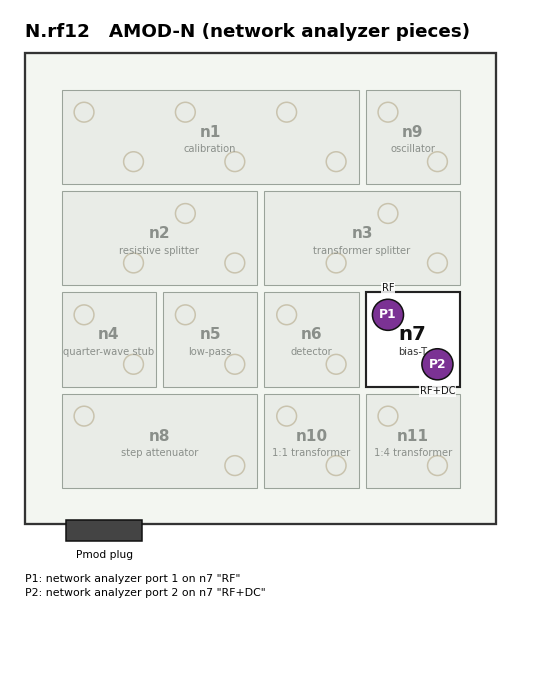 N.rf12 AMOD-N (network analyzer pieces)
n1
calibration
n9
oscillator
n2
resistive splitter
n3
transformer splitter
n4
quarter-wave stub
n5
low-pass
n6
detector
RF
P1
n7
bias-T
P2
RF+DC
n8
step attenuator
n10
1:1 transformer
n11
1:4 transformer
Pmod plug
P1: network analyzer port 1 on n7 "RF"
P2: network analyzer port 2 on n7 "RF+DC"